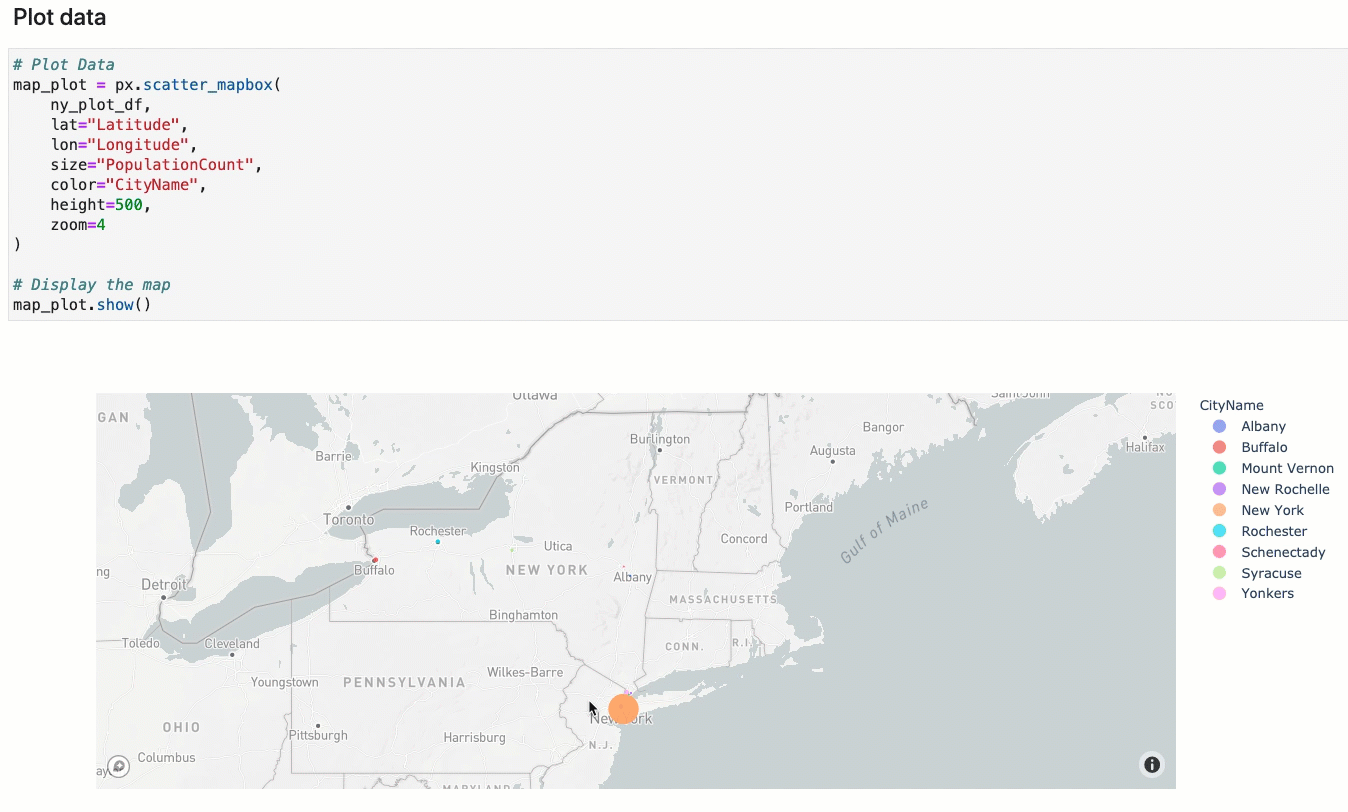 Plot data
# Plot Data
map_plot = px.scatter_mapbox(
    ny_plot_df,
    lat="Latitude",
    lon="Longitude",
    size="PopulationCount",
    color="CityName",
    height=500,
    zoom=4
)
# Display the map
map_plot.show()
Ottawa
Saint John
GAN
SCO
CityName
Albany
Buffalo
Mount Vernon
New Rochelle
New York
Rochester
Schenectady
Syracuse
Yonkers
Bangor
Burlington
Halifax
Augusta
Barrie
Kingston
VERMONT
Portland
Toronto
Gulf of Maine
Rochester
Concord
Utica
Buffalo
NEW YORK
Albany
ng
Detroit
MASSACHUSETTS
Binghamton
Toledo
Cleveland
CONN.
R.I.
Wilkes-Barre
Youngstown
PENNSYLVANIA
New York
OHIO
Pittsburgh
Harrisburg
N.J.
Columbus
ay
MARYLAND